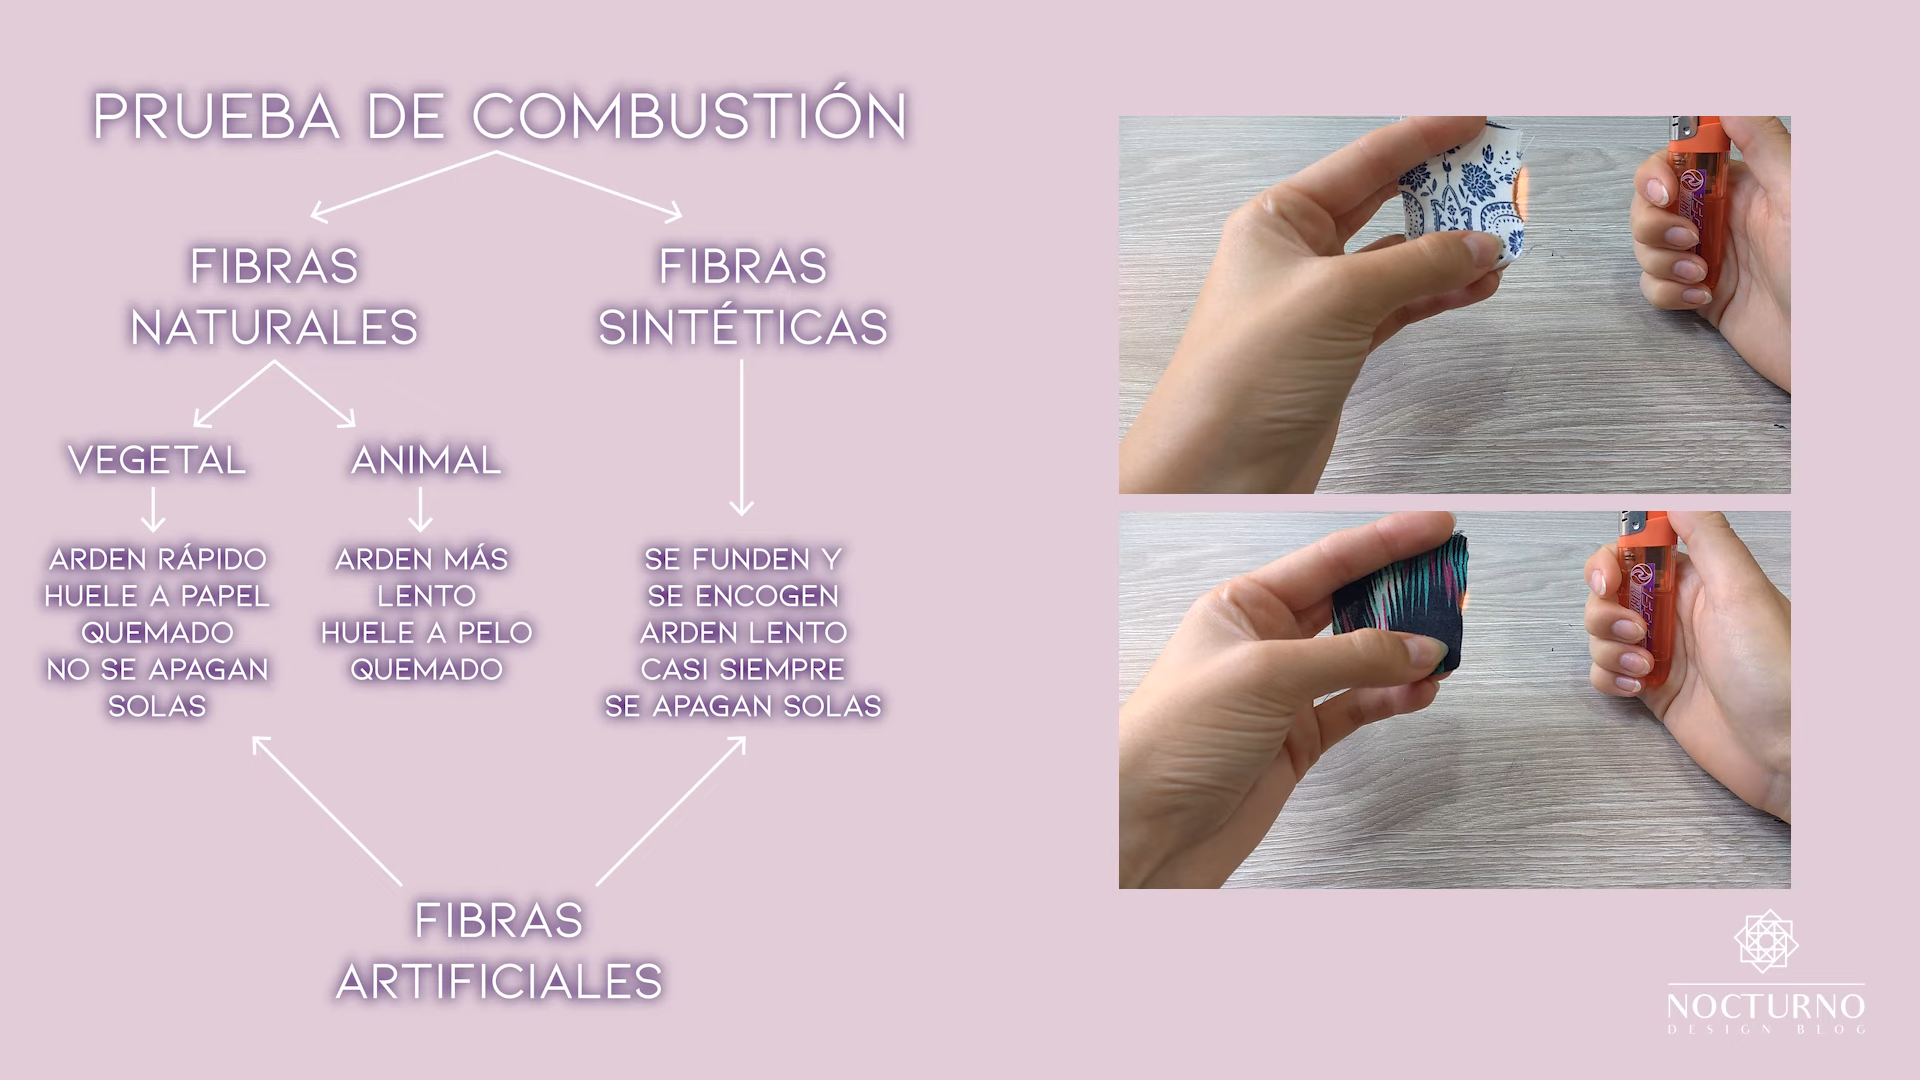 PRUEBA DE COMBUSTIÓN
FIBRAS
NATURALES
FIBRAS
SINTÉTICAS
VEGETAL
ANIMAL
ARDEN RÁPIDO
HUELE A PAPEL
QUEMADO
NO SE APAGAN
SOLAS
ARDEN MÁS
LENTO
HUELE A PELO
QUEMADO
SE FUNDEN Y
SE ENCOGEN
ARDEN LENTO
CASI SIEMPRE
SE APAGAN SOLAS
FIBRAS
ARTIFICIALES
NOCTURNO
DESIGN BLOG